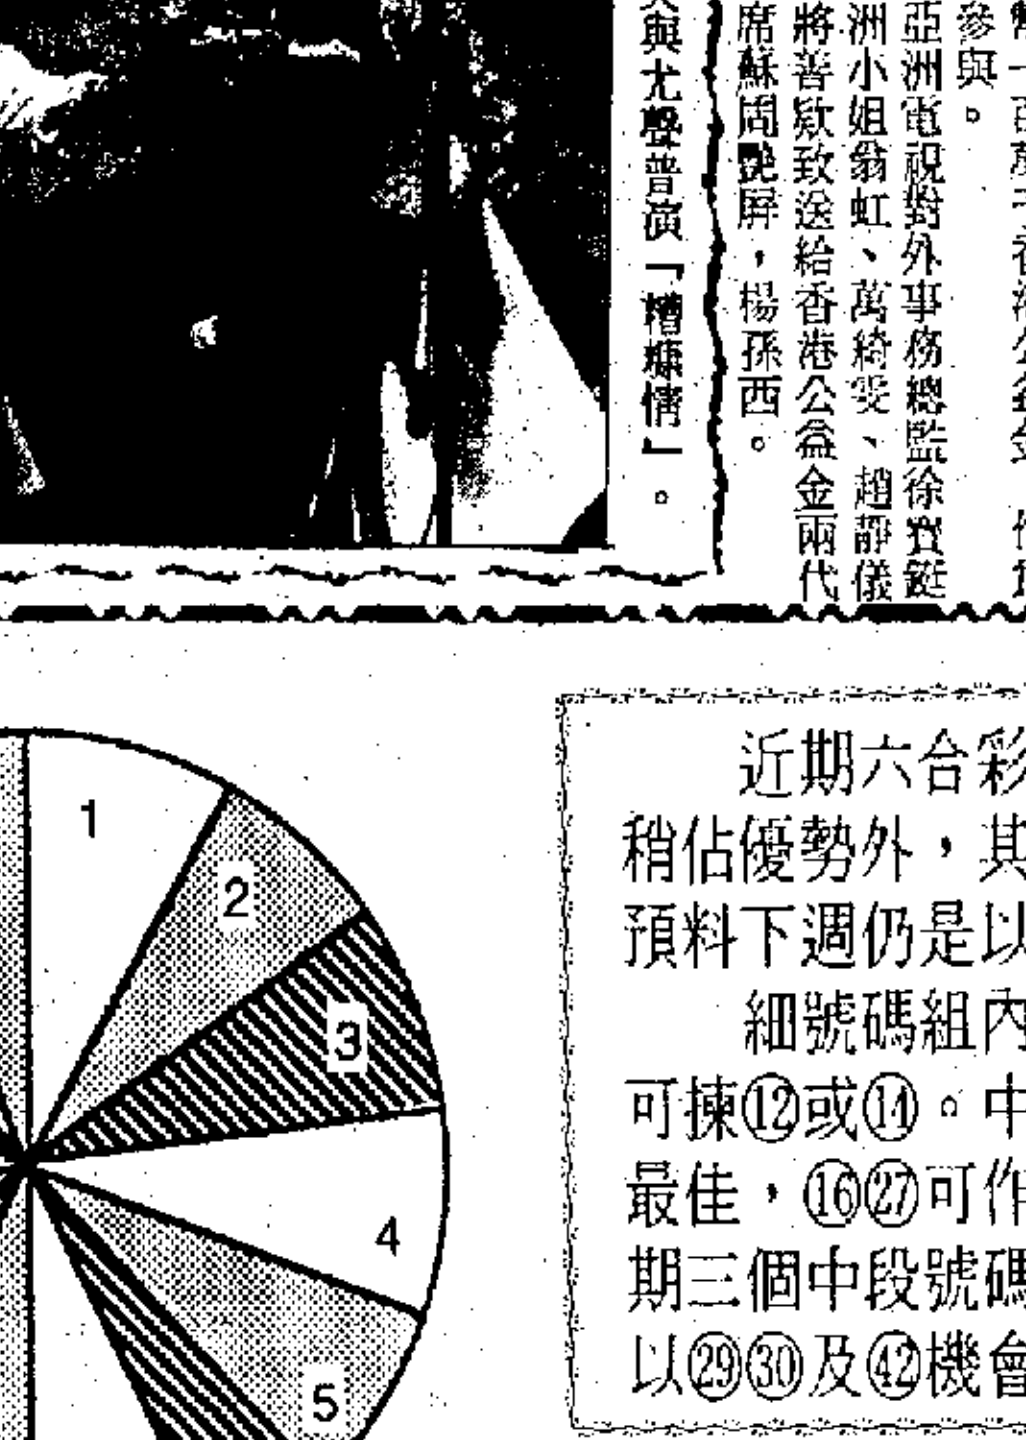 參與。
亞洲電視對外事務總監徐寶鋌
洲小姐翁虹、萬綺雯、趙靜儀
將善欵致送給香港公益金兩代
席蘇周艷屏，楊孫西。
與尤聲普演「糟糠情」。
1
2
3
4
5
近期六合彩
稍佔優勢外，其
預料下週仍是以
細號碼組內
可揀⑫或⑭。中
最佳，⑯㉗可作
期三個中段號碼
以㉙㉚及㊷機會